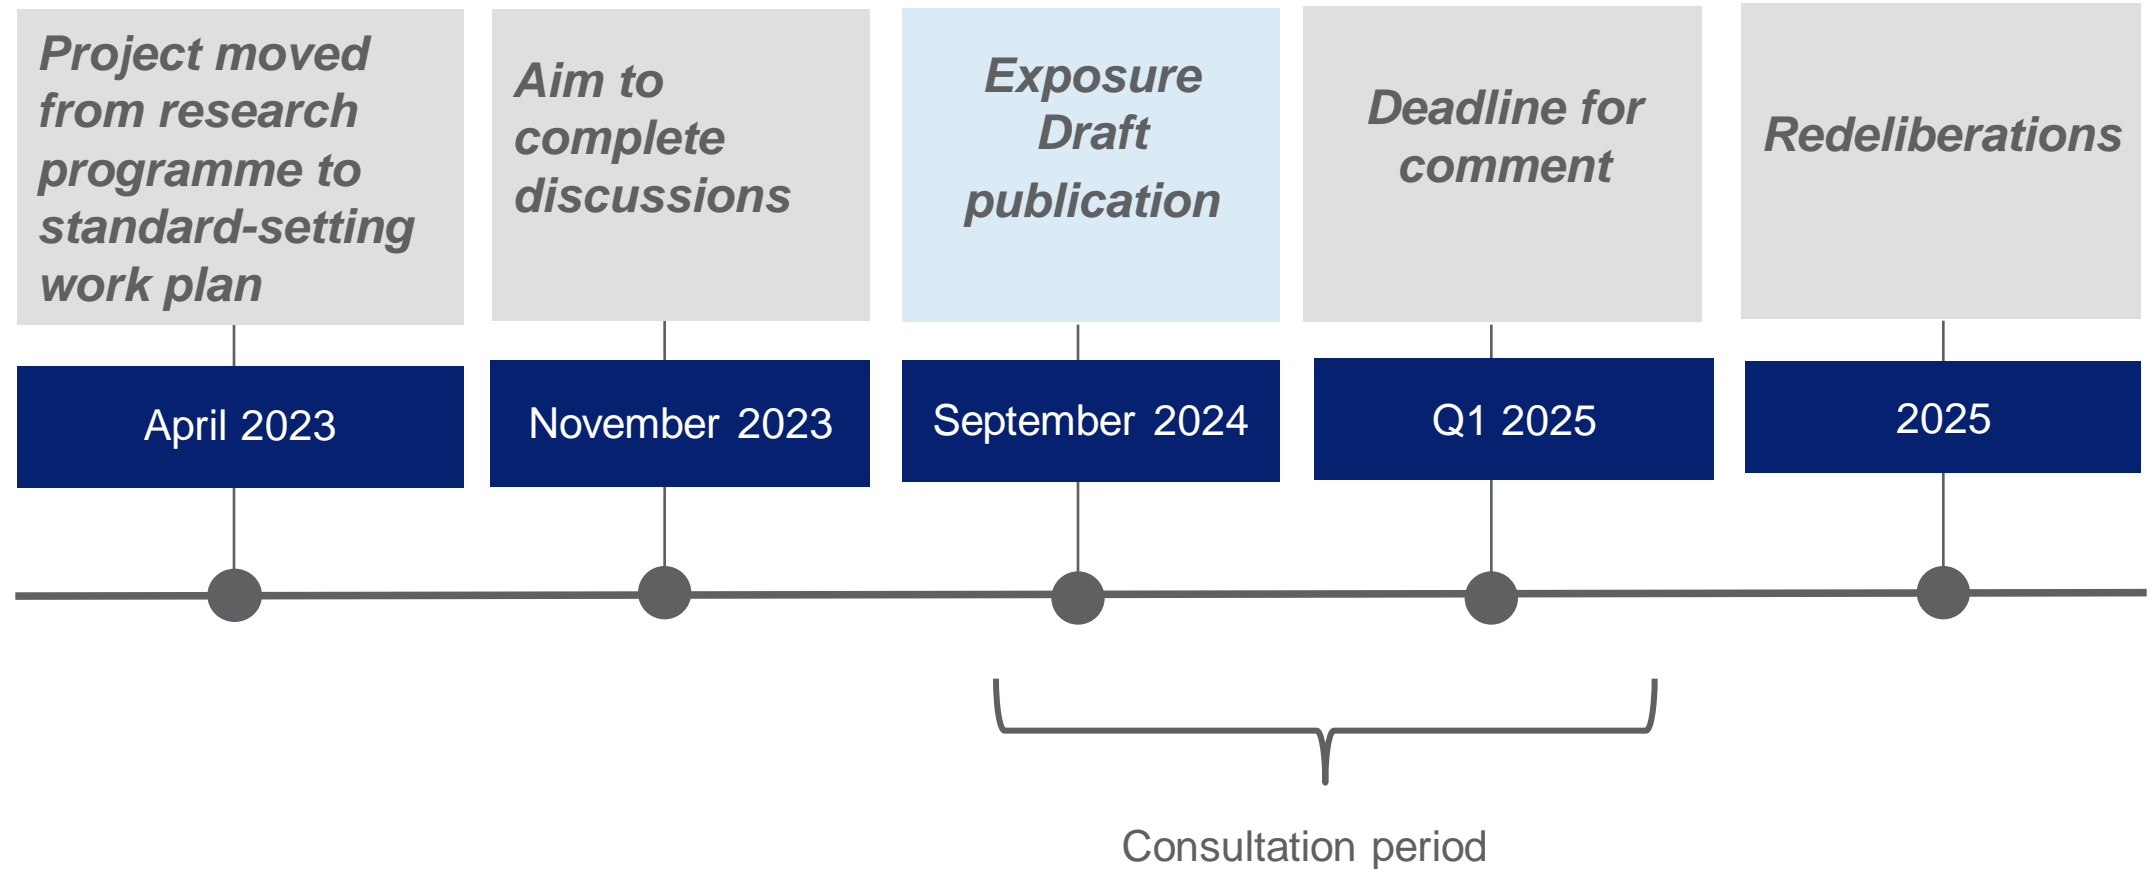 Project moved
from research
programme to
standard-setting
work plan
Aim to
complete
discussions
Exposure
Draft
publication
Deadline for
comment
Redeliberations
April 2023
November 2023
September 2024
Q1 2025
2025
Consultation period